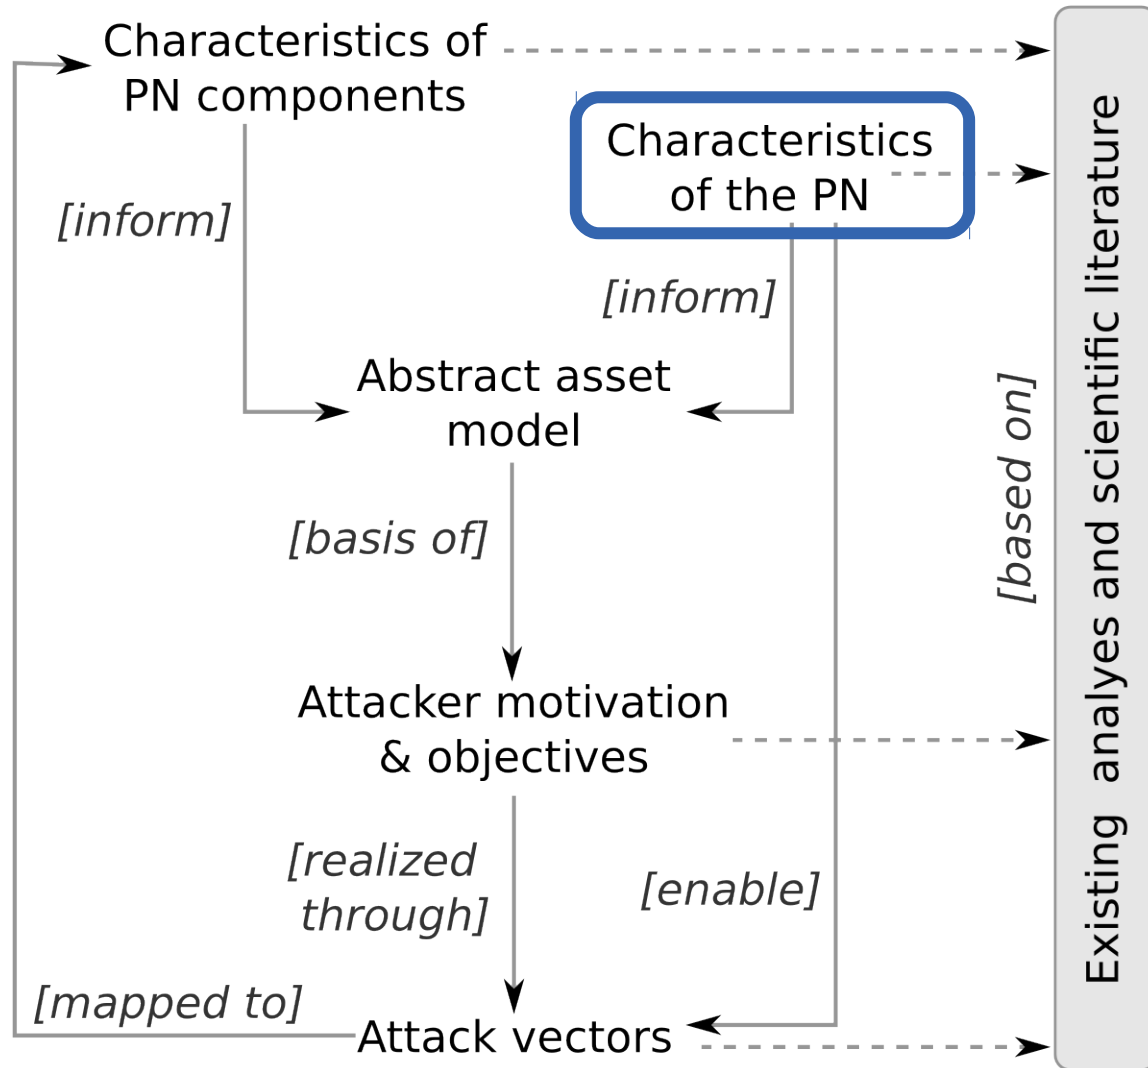 Characteristics of
PN components
Characteristics
of the PN
[inform]
[inform]
Abstract asset
model
[basis of]
[based on]
Existing analyes and scientific literature
Attacker motivation
& objectives
[realized
through]
[enable]
[mapped to]
Attack vectors